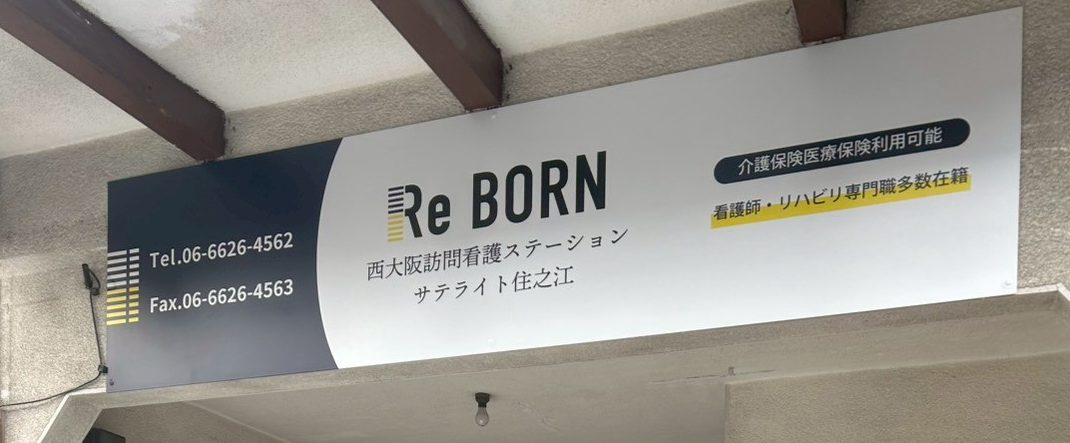 Tel.06-6626-4562
Fax.06-6626-4563
Re BORN
西大阪訪問看護ステーション
サテライト住之江
介護保険医療保険利用可能
看護師・リハビリ専門職多数在籍